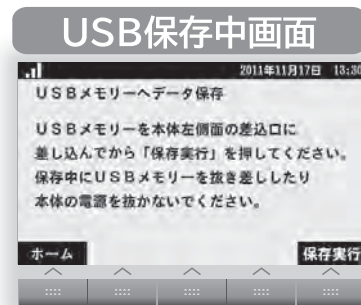 USB保存中画面
2011年11月17日 13:30
USBメモリーへデータ保存
USBメモリーを本体左側面の差込口に
差し込んでから「保存実行」を押してください。
保存中にUSBメモリーを抜き差ししたり
本体の電源を抜かないでください。
ホーム 保存実行